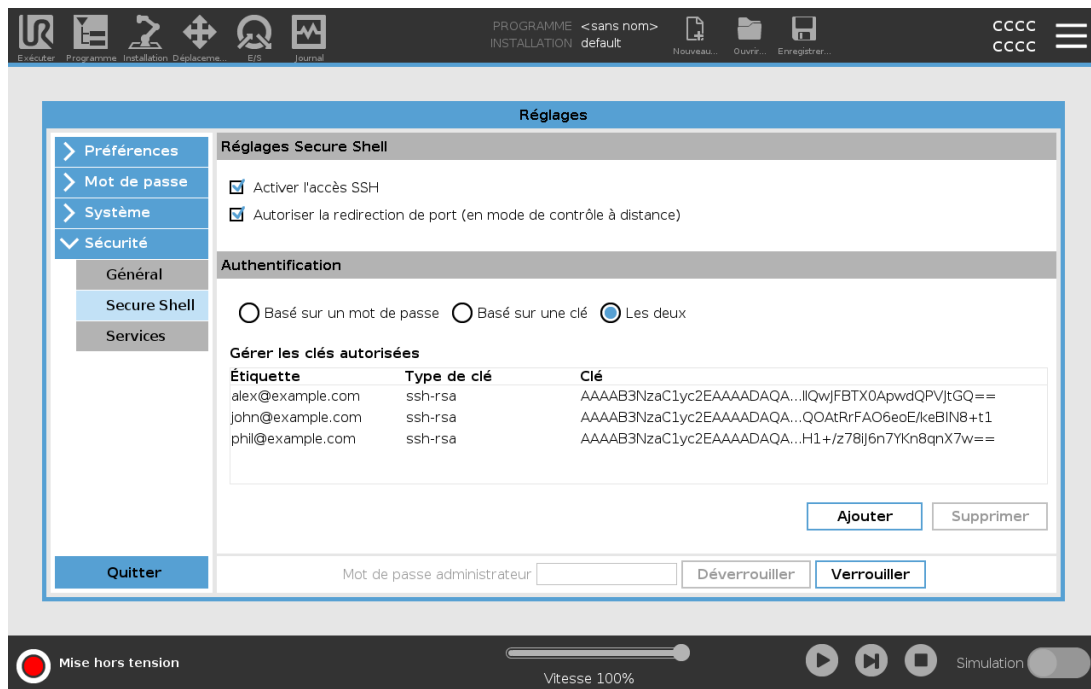 PROGRAMME <sans nom>
INSTALLATION default
CCCC
CCCC
Exécuter Programme Installation Déplaceme... E/S Journal
Nouveau... Ouvrir... Enregistrer...
Réglages
Préférences
Mot de passe
Système
Sécurité
Général
Secure Shell
Services
Quitter
Réglages Secure Shell
Activer l'accès SSH
Autoriser la redirection de port (en mode de contrôle à distance)
Authentification
Basé sur un mot de passe Basé sur une clé Les deux
Gérer les clés autorisées
Étiquette Type de clé Clé
alex@example.com ssh-rsa AAAAB3NzaC1yc2EAAAADAQA...IlQwJFBTX0ApwdQPVJtGQ==
john@example.com ssh-rsa AAAAB3NzaC1yc2EAAAADAQA...QOAtRrFAO6eoE/keBIN8+t1
phil@example.com ssh-rsa AAAAB3NzaC1yc2EAAAADAQA...H1+/z78iJ6n7YKn8qnX7w==
Ajouter Supprimer
Mot de passe administrateur Déverrouiller Verrouiller
Mise hors tension
Vitesse 100%
Simulation